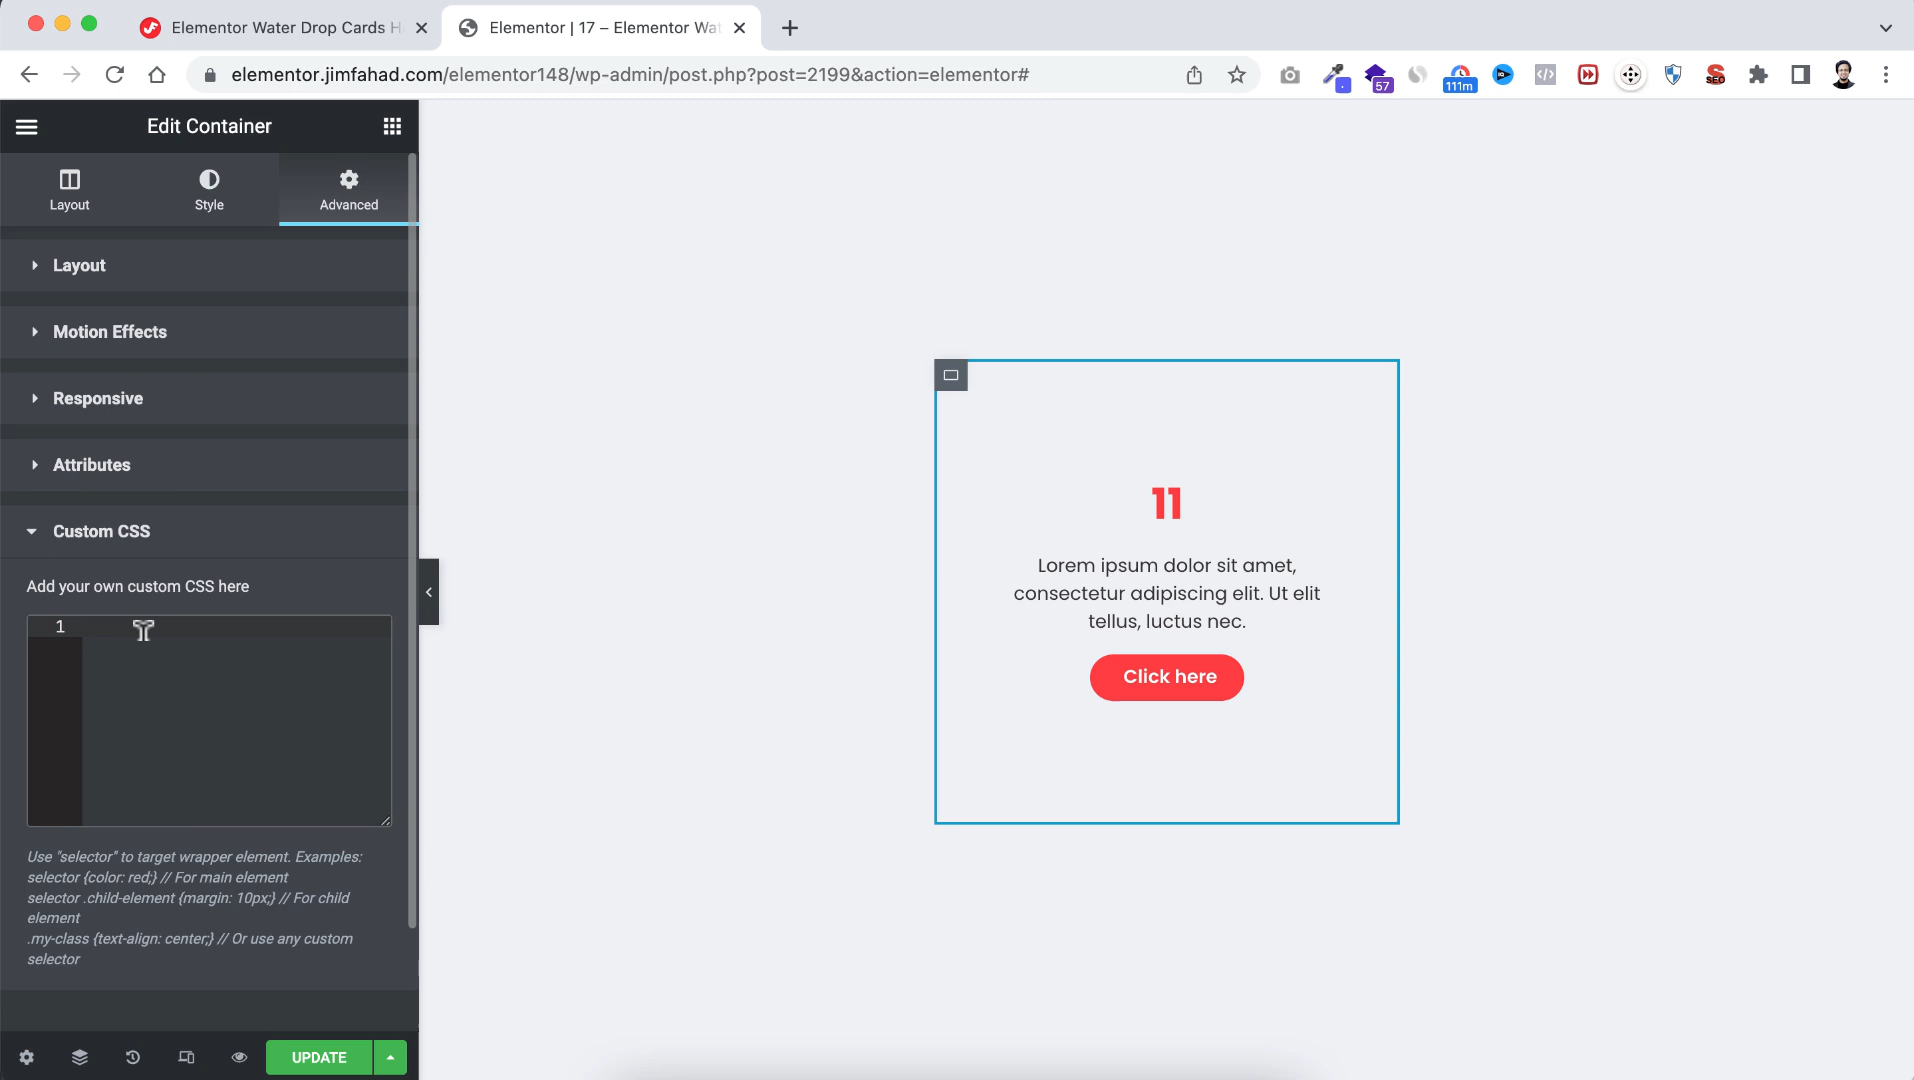 Elementor Water Drop Cards H
Elementor | 17 – Elementor Wat
elementor.jimfahad.com/elementor148/wp-admin/post.php?post=2199&action=elementor#
57
111m
SEO
Edit Container
Layout
Style
Advanced
Layout
Motion Effects
Responsive
Attributes
Custom CSS
Add your own custom CSS here
1
Use "selector" to target wrapper element. Examples:
selector {color: red;} // For main element
selector .child-element {margin: 10px;} // For child
element
.my-class {text-align: center;} // Or use any custom
selector
UPDATE
11
Lorem ipsum dolor sit amet,
consectetur adipiscing elit. Ut elit
tellus, luctus nec.
Click here